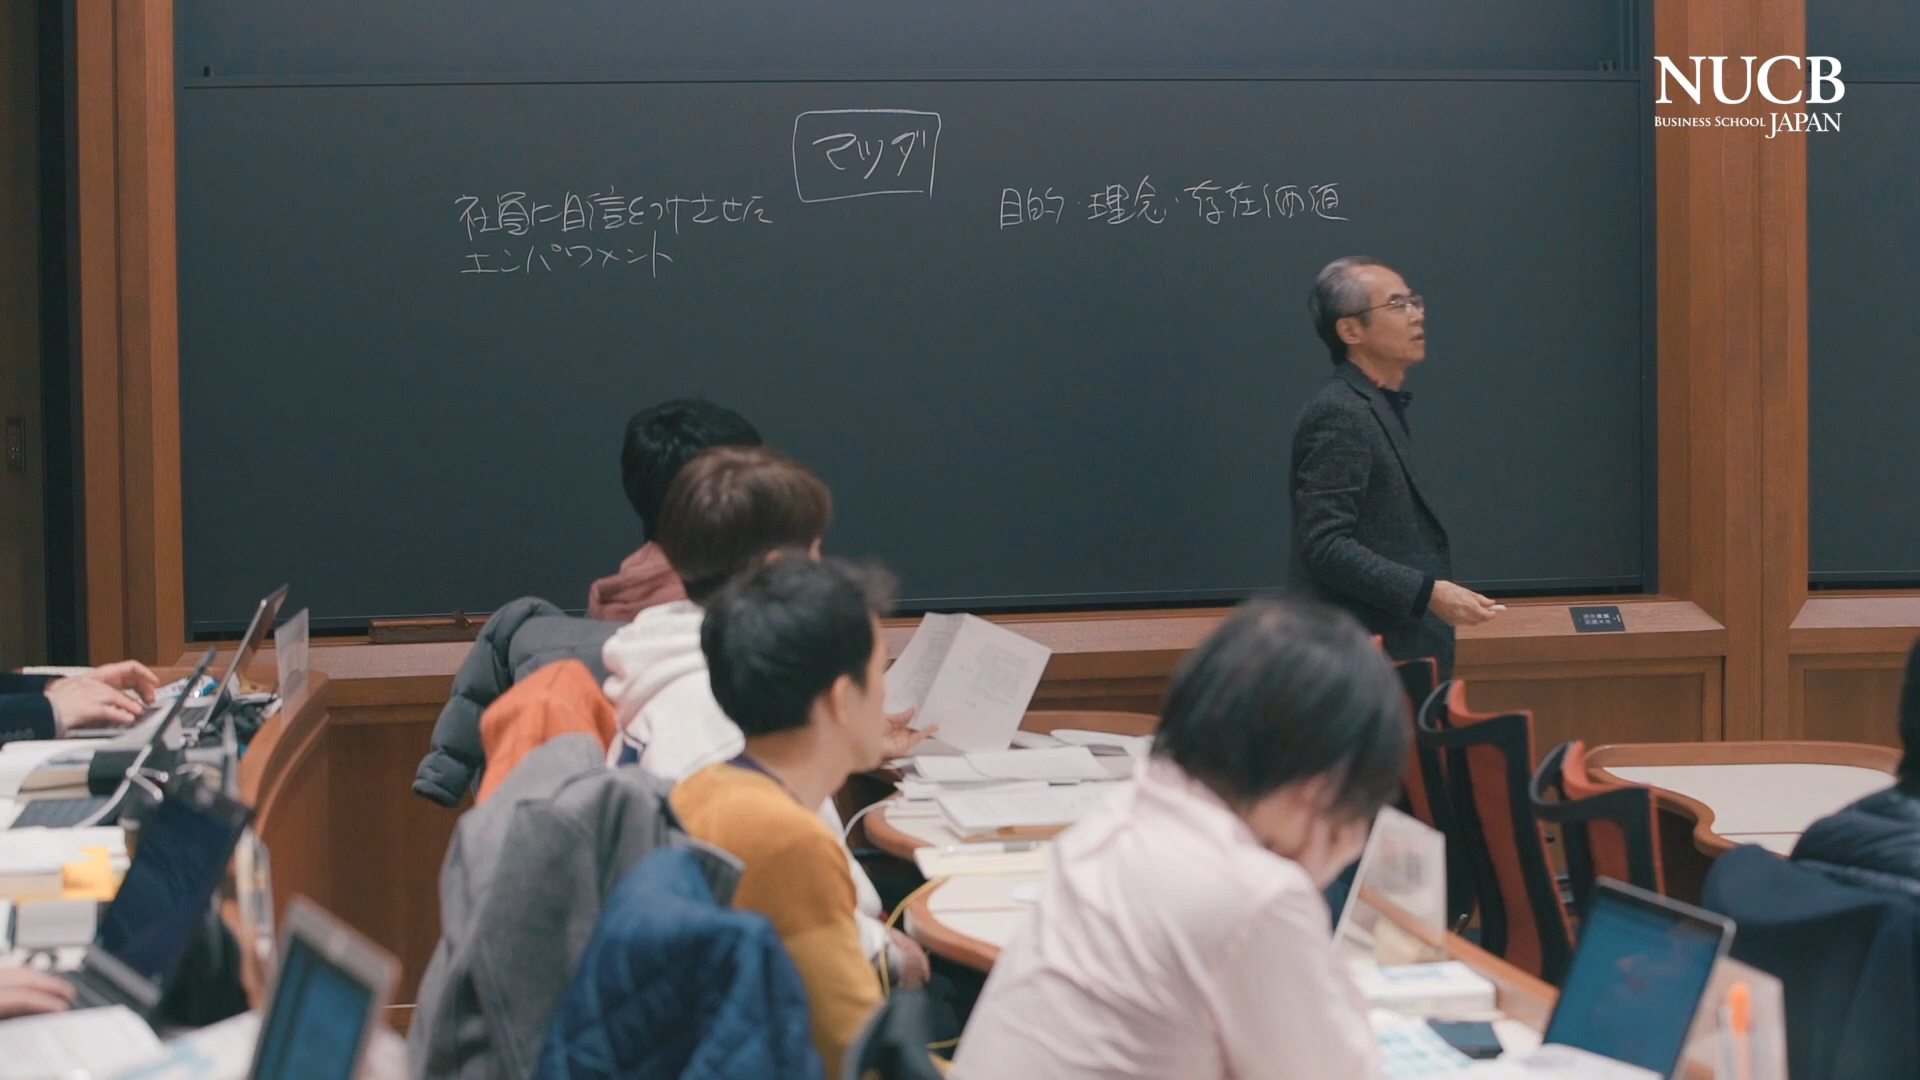 NUCB
BUSINESS SCHOOL JAPAN
マツダ
社員に自信をつけさせた
エンパワメント
目的・理念・存在価値